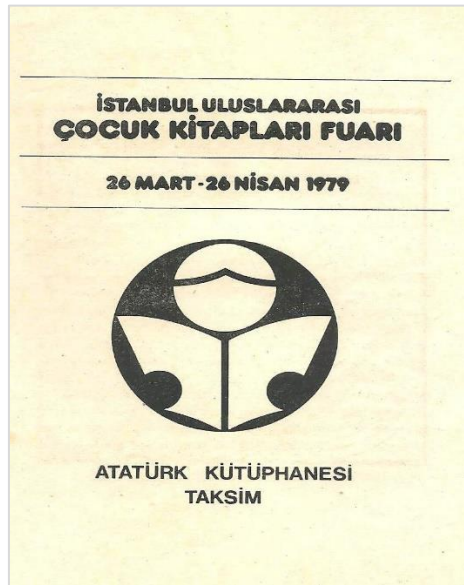 İSTANBUL ULUSLARARASI
ÇOCUK KİTAPLARI FUARI
26 MART-26 NİSAN 1979
ATATÜRK KÜTÜPHANESİ
TAKSİM